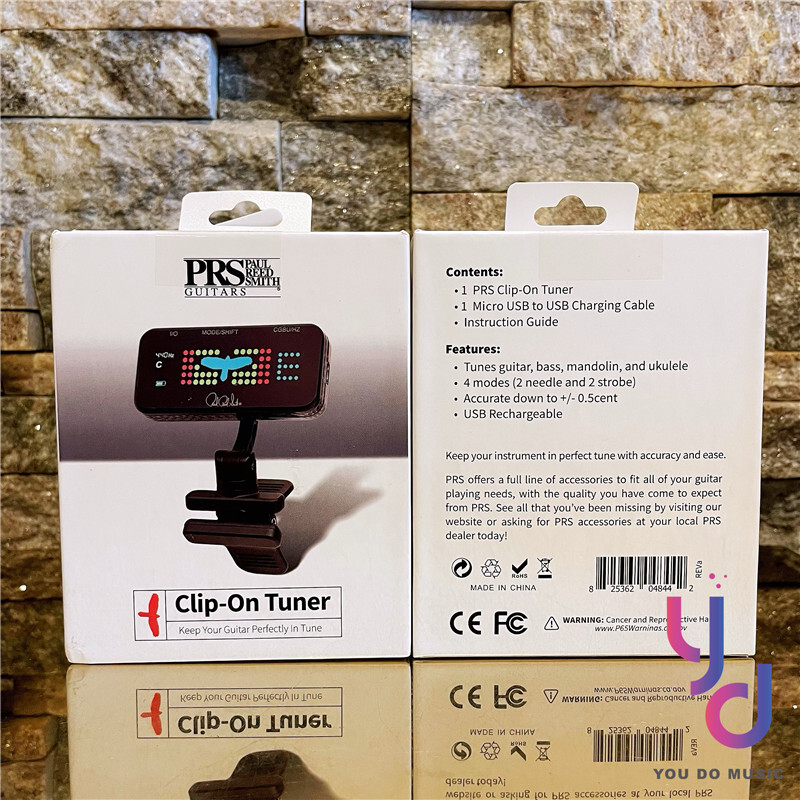 PRS PAUL REED SMITH
GUITARS
I/O MODE/SHIFT CGBU/HZ
440Hz
C
E
Clip-On Tuner
Keep Your Guitar Perfectly In Tune
Contents:
• 1 PRS Clip-On Tuner
• 1 Micro USB to USB Charging Cable
• Instruction Guide
Features:
• Tunes guitar, bass, mandolin, and ukulele
• 4 modes (2 needle and 2 strobe)
• Accurate down to +/- 0.5cent
• USB Rechargeable
Keep your instrument in perfect tune with accuracy and ease.
PRS offers a full line of accessories to fit all of your guitar
playing needs, with the quality you have come to expect
from PRS. See all that you've been missing by visiting our
website or asking for PRS accessories at your local PRS
dealer today!
RoHS
MADE IN CHINA
8 25362 04844 2
REVa
CE FC
WARNING: Cancer and Reproductive
www.P65Warnings.ca.gov
YOU DO MUSIC